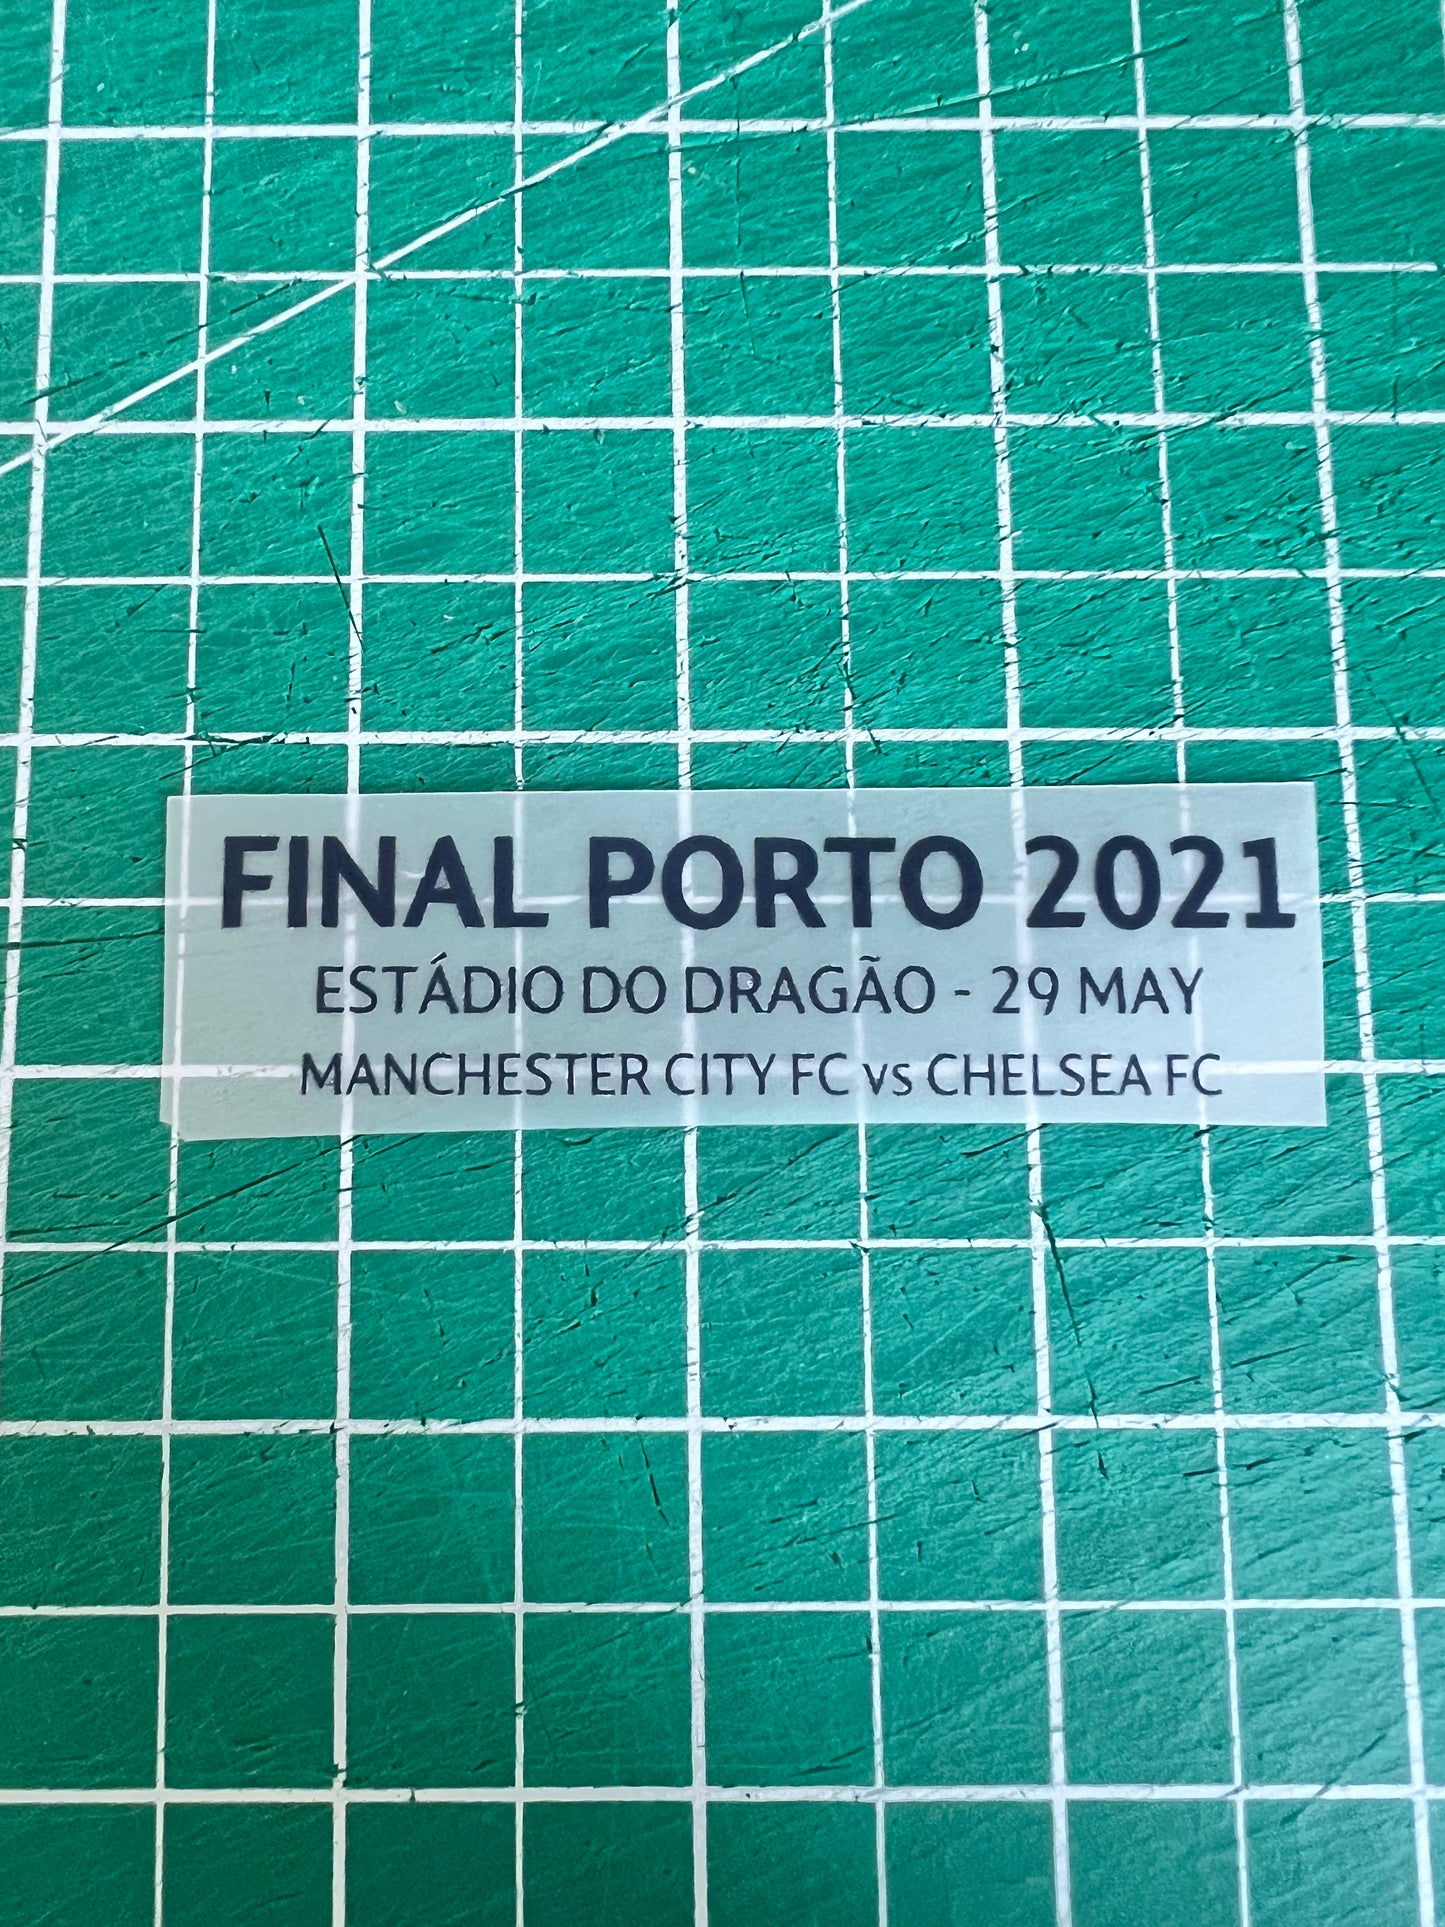 FINAL PORTO 2021
ESTÁDIO DO DRAGÃO - 29 MAY
MANCHESTER CITY FC vs CHELSEA FC